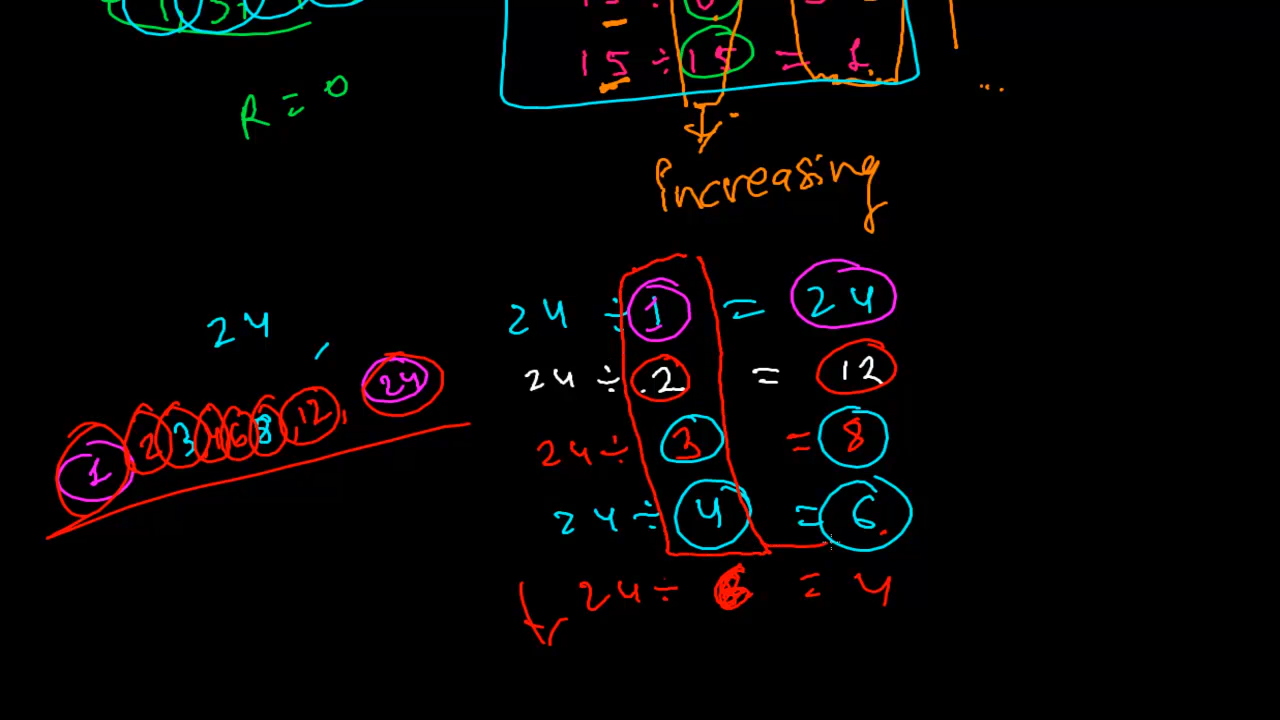 15 ÷ 15 = 1
R = 0
...
increasing
24 ÷ 1 = 24
24 ÷ 2 = 12
24 ÷ 3 = 8
24 ÷ 4 = 6
24 ÷ 6 = 4
24,
1 2 3 4 6 8, 12, 24